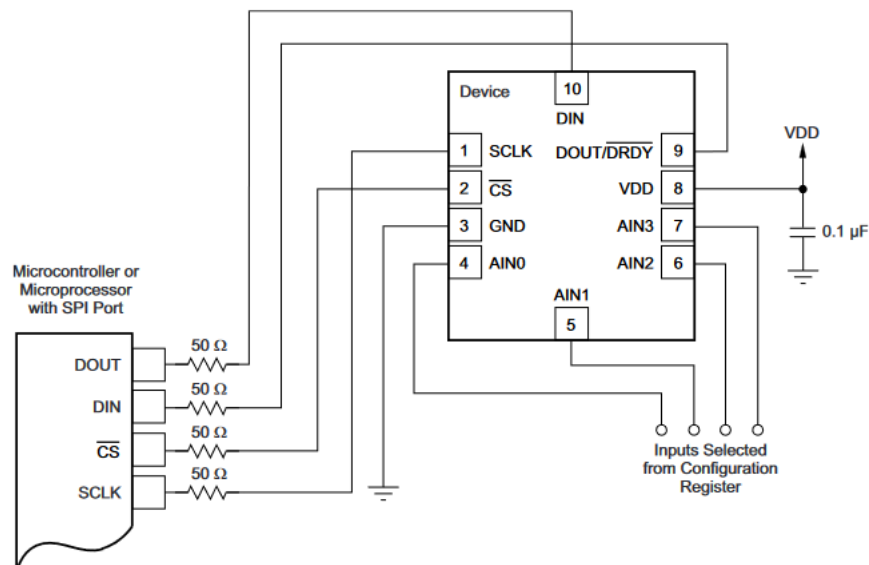 Device
10
DIN
1 SCLK
DOUT/DRDY 9
VDD
2 CS
VDD 8
3 GND
AIN3 7
0.1 µF
4 AIN0
AIN2 6
AIN1
5
Microcontroller or
Microprocessor
with SPI Port
50 Ω
DOUT
50 Ω
DIN
50 Ω
CS
50 Ω
SCLK
Inputs Selected
from Configuration
Register